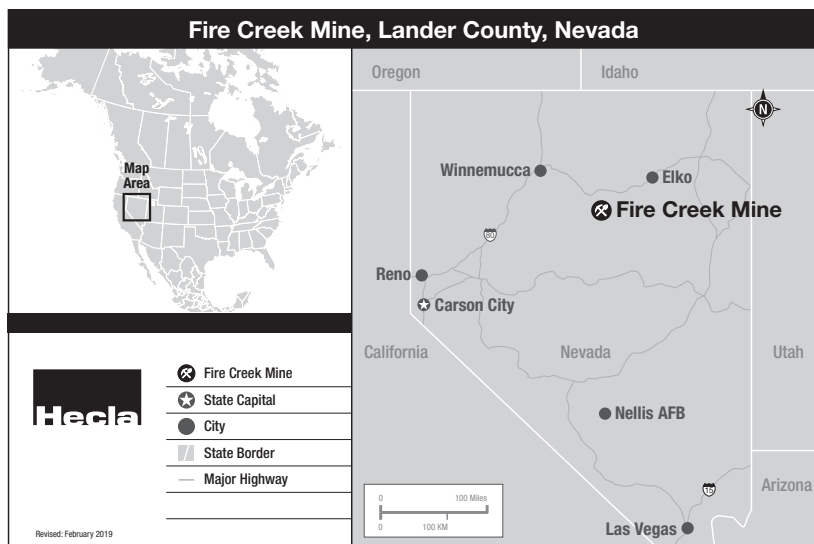 Fire Creek Mine, Lander County, Nevada
Map
Area
Hecla
Fire Creek Mine
State Capital
City
State Border
Major Highway
Revised: February 2019
Oregon
Idaho
N
Winnemucca
Elko
Fire Creek Mine
80
Reno
Carson City
California
Nevada
Utah
Nellis AFB
15
Arizona
0 100 Miles
0 100 KM
Las Vegas